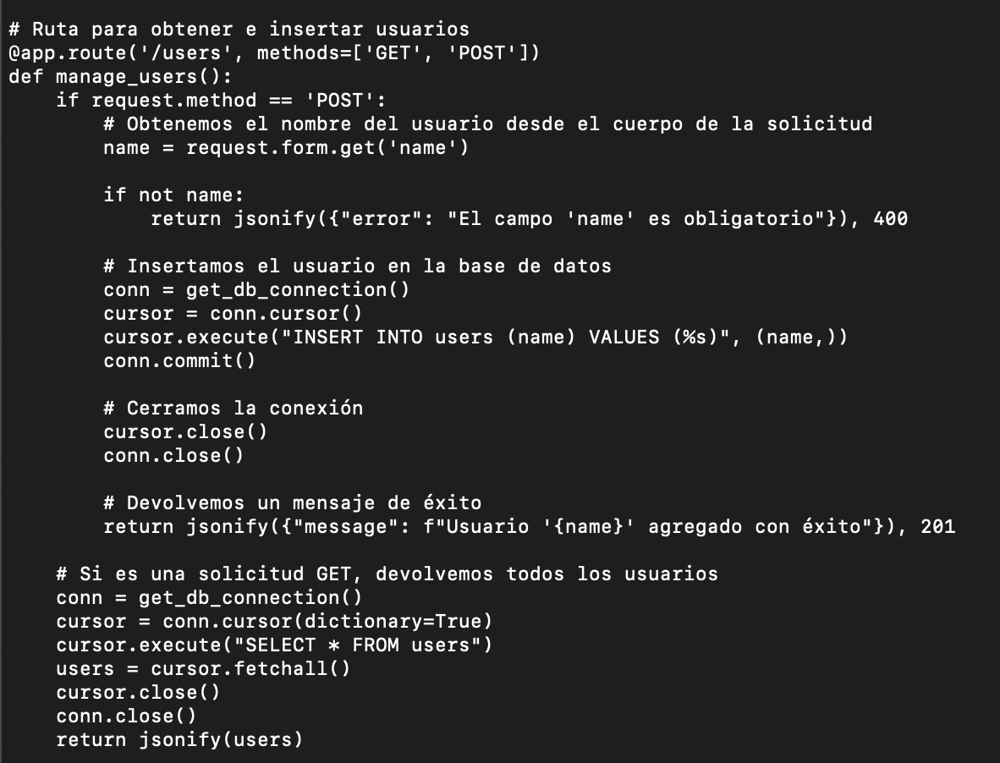 # Ruta para obtener e insertar usuarios
@app.route('/users', methods=['GET', 'POST'])
def manage_users():
    if request.method == 'POST':
        # Obtenemos el nombre del usuario desde el cuerpo de la solicitud
        name = request.form.get('name')

        if not name:
            return jsonify({"error": "El campo 'name' es obligatorio"}), 400

        # Insertamos el usuario en la base de datos
        conn = get_db_connection()
        cursor = conn.cursor()
        cursor.execute("INSERT INTO users (name) VALUES (%s)", (name,))
        conn.commit()

        # Cerramos la conexión
        cursor.close()
        conn.close()

        # Devolvemos un mensaje de éxito
        return jsonify({"message": f"Usuario '{name}' agregado con éxito"}), 201

    # Si es una solicitud GET, devolvemos todos los usuarios
    conn = get_db_connection()
    cursor = conn.cursor(dictionary=True)
    cursor.execute("SELECT * FROM users")
    users = cursor.fetchall()
    cursor.close()
    conn.close()
    return jsonify(users)